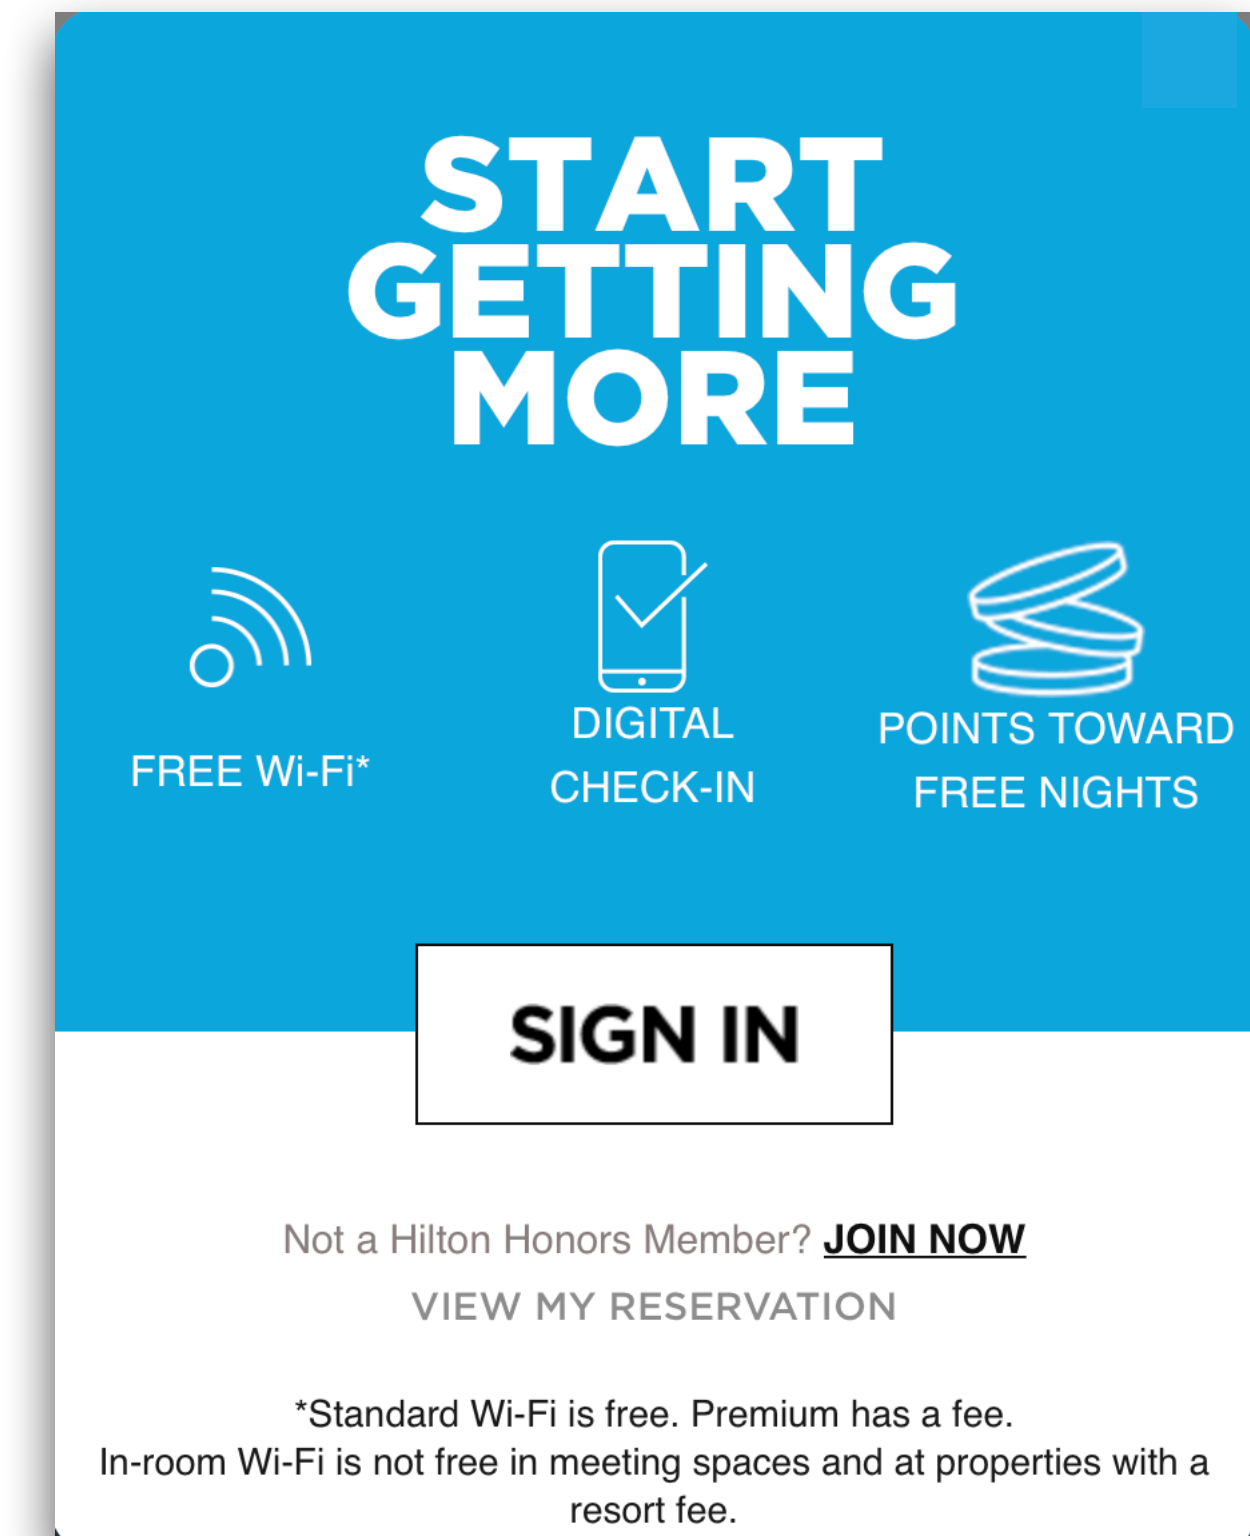 START
GETTING
MORE
FREE Wi-Fi*
DIGITAL
CHECK-IN
POINTS TOWARD
FREE NIGHTS
SIGN IN
Not a Hilton Honors Member? JOIN NOW
VIEW MY RESERVATION
*Standard Wi-Fi is free. Premium has a fee.
In-room Wi-Fi is not free in meeting spaces and at properties with a
resort fee.